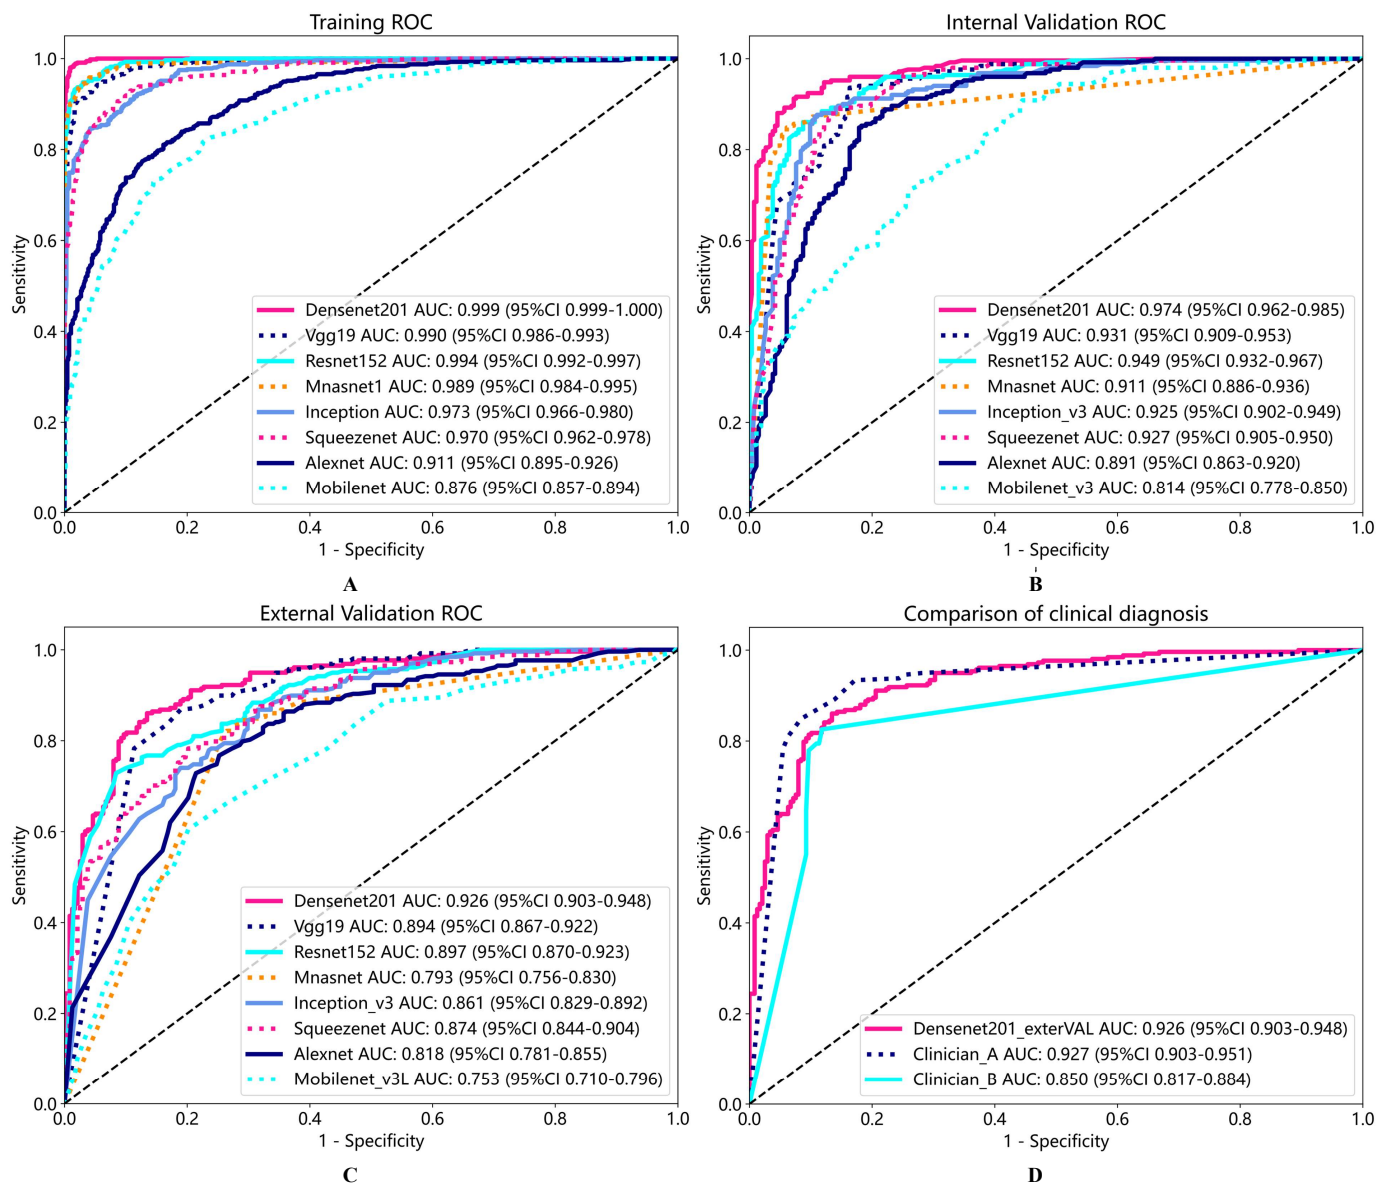 Training ROC
1.0
0.8
0.6
0.4
0.2
0.0
Sensitivity
Densenet201 AUC: 0.999 (95%CI 0.999-1.000)
Vgg19 AUC: 0.990 (95%CI 0.986-0.993)
Resnet152 AUC: 0.994 (95%CI 0.992-0.997)
Mnasnet1 AUC: 0.989 (95%CI 0.984-0.995)
Inception AUC: 0.973 (95%CI 0.966-0.980)
Squeezenet AUC: 0.970 (95%CI 0.962-0.978)
Alexnet AUC: 0.911 (95%CI 0.895-0.926)
Mobilenet AUC: 0.876 (95%CI 0.857-0.894)
0.0 0.2 0.4 0.6 0.8 1.0
1 - Specificity
A
Internal Validation ROC
1.0
0.8
0.6
0.4
0.2
0.0
Sensitivity
Densenet201 AUC: 0.974 (95%CI 0.962-0.985)
Vgg19 AUC: 0.931 (95%CI 0.909-0.953)
Resnet152 AUC: 0.949 (95%CI 0.932-0.967)
Mnasnet AUC: 0.911 (95%CI 0.886-0.936)
Inception_v3 AUC: 0.925 (95%CI 0.902-0.949)
Squeezenet AUC: 0.927 (95%CI 0.905-0.950)
Alexnet AUC: 0.891 (95%CI 0.863-0.920)
Mobilenet_v3 AUC: 0.814 (95%CI 0.778-0.850)
0.0 0.2 0.4 0.6 0.8 1.0
1 - Specificity
B
External Validation ROC
1.0
0.8
0.6
0.4
0.2
0.0
Sensitivity
Densenet201 AUC: 0.926 (95%CI 0.903-0.948)
Vgg19 AUC: 0.894 (95%CI 0.867-0.922)
Resnet152 AUC: 0.897 (95%CI 0.870-0.923)
Mnasnet AUC: 0.793 (95%CI 0.756-0.830)
Inception_v3 AUC: 0.861 (95%CI 0.829-0.892)
Squeezenet AUC: 0.874 (95%CI 0.844-0.904)
Alexnet AUC: 0.818 (95%CI 0.781-0.855)
Mobilenet_v3L AUC: 0.753 (95%CI 0.710-0.796)
0.0 0.2 0.4 0.6 0.8 1.0
1 - Specificity
C
Comparison of clinical diagnosis
1.0
0.8
0.6
0.4
0.2
0.0
Sensitivity
Densenet201_exterVAL AUC: 0.926 (95%CI 0.903-0.948)
Clinician_A AUC: 0.927 (95%CI 0.903-0.951)
Clinician_B AUC: 0.850 (95%CI 0.817-0.884)
0.0 0.2 0.4 0.6 0.8 1.0
1 - Specificity
D